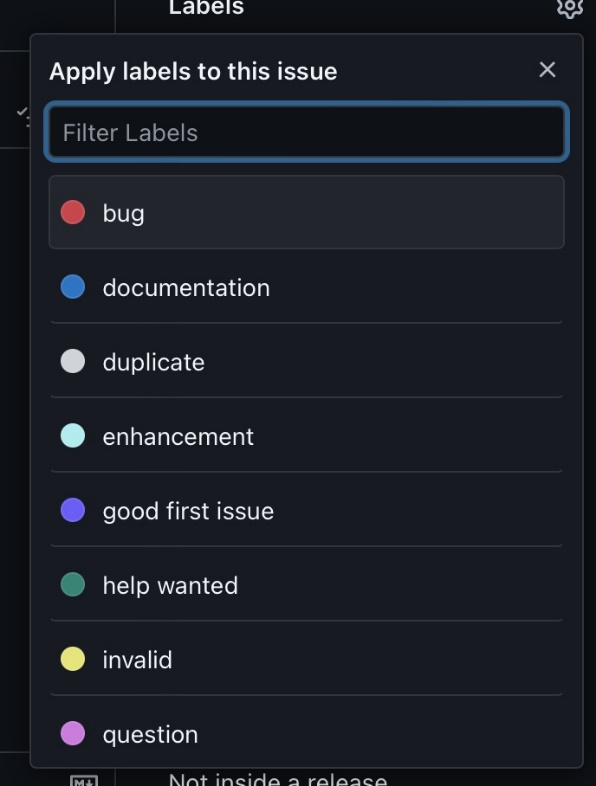 Labels
Apply labels to this issue
Filter Labels
bug
documentation
duplicate
enhancement
good first issue
help wanted
invalid
question
M
Not inside a release